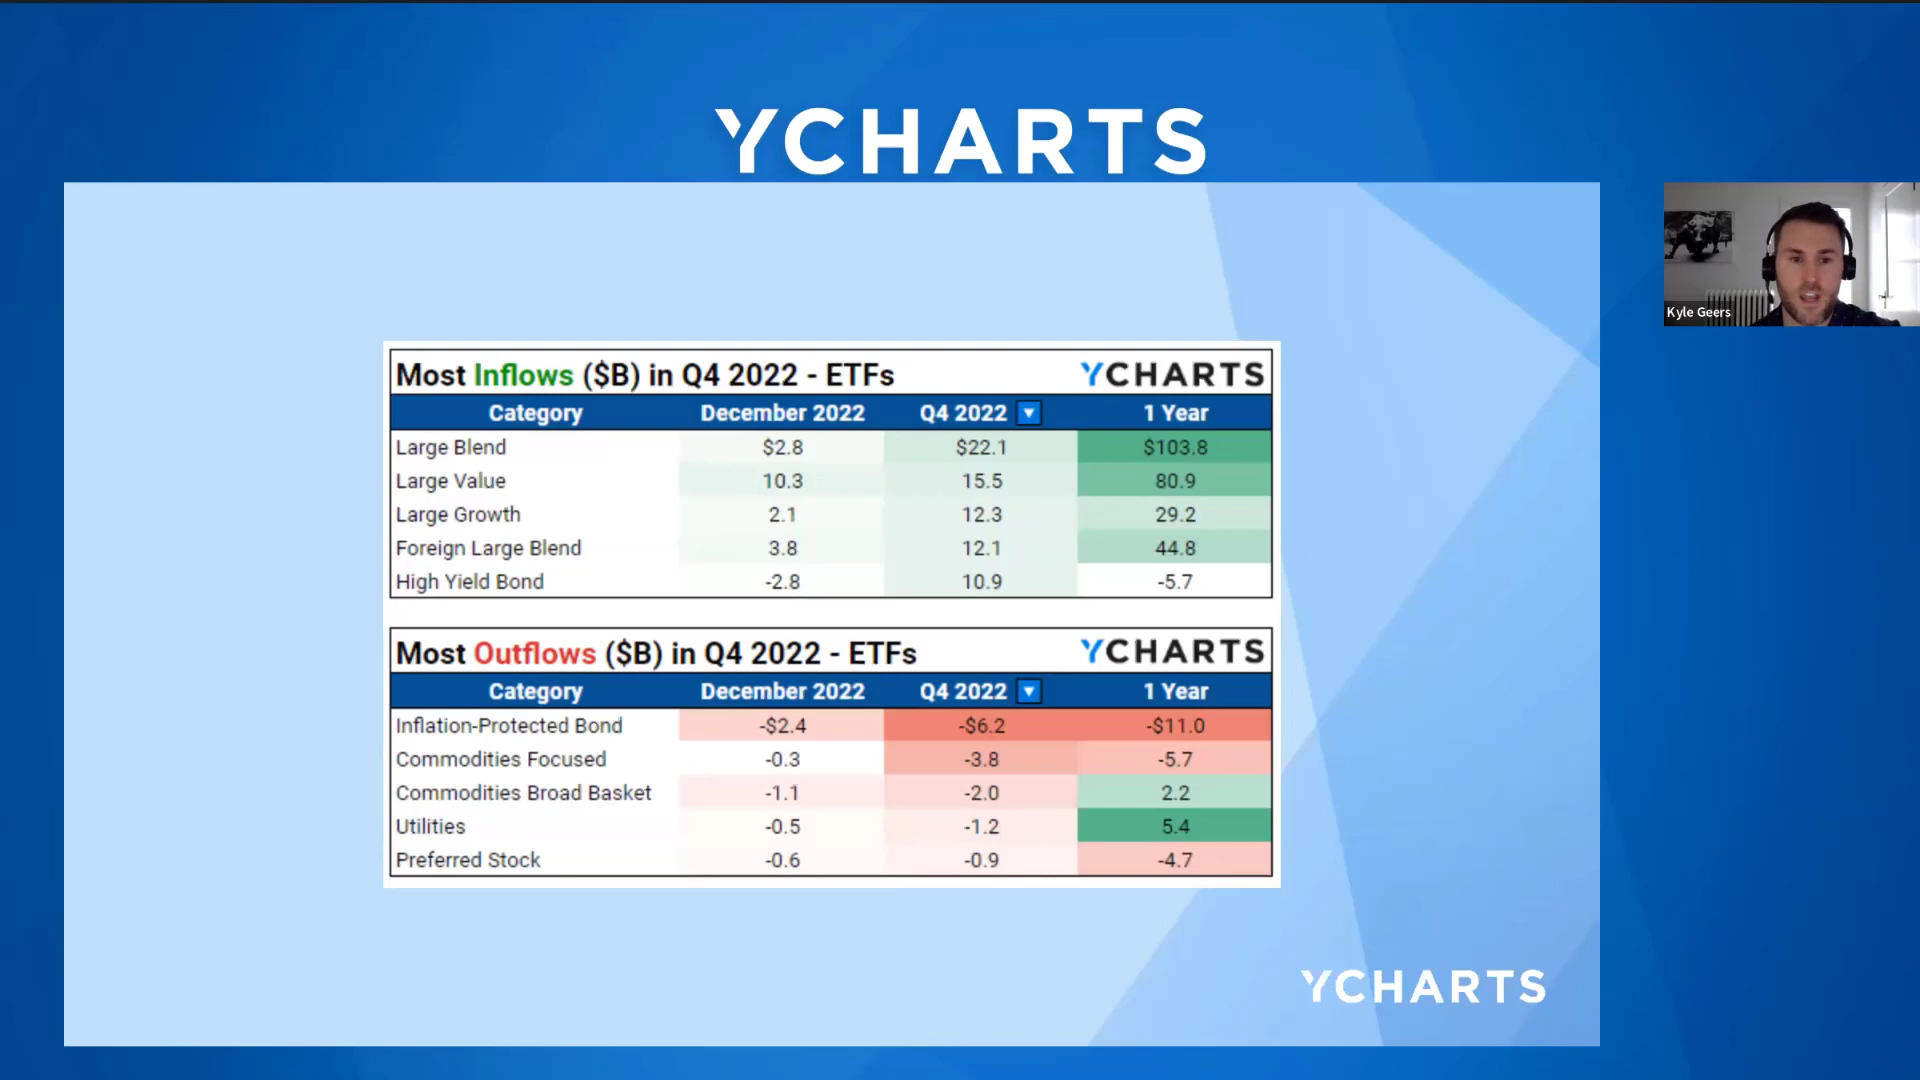 YCHARTS
Kyle Geers
Most Inflows ($B) in Q4 2022 - ETFs YCHARTS
Category December 2022 Q4 2022 1 Year
Large Blend $2.8 $22.1 $103.8
Large Value 10.3 15.5 80.9
Large Growth 2.1 12.3 29.2
Foreign Large Blend 3.8 12.1 44.8
High Yield Bond -2.8 10.9 -5.7
Most Outflows ($B) in Q4 2022 - ETFs YCHARTS
Category December 2022 Q4 2022 1 Year
Inflation-Protected Bond -$2.4 -$6.2 -$11.0
Commodities Focused -0.3 -3.8 -5.7
Commodities Broad Basket -1.1 -2.0 2.2
Utilities -0.5 -1.2 5.4
Preferred Stock -0.6 -0.9 -4.7
YCHARTS